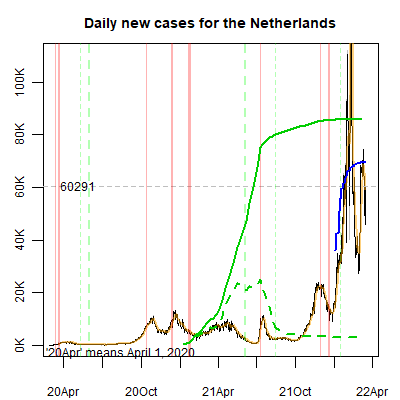 Daily new cases for the Netherlands
100K
80K
60K
60291
40K
20K
0K
'20Apr' means April 1, 2020
20Apr
20Oct
21Apr
21Oct
22Apr